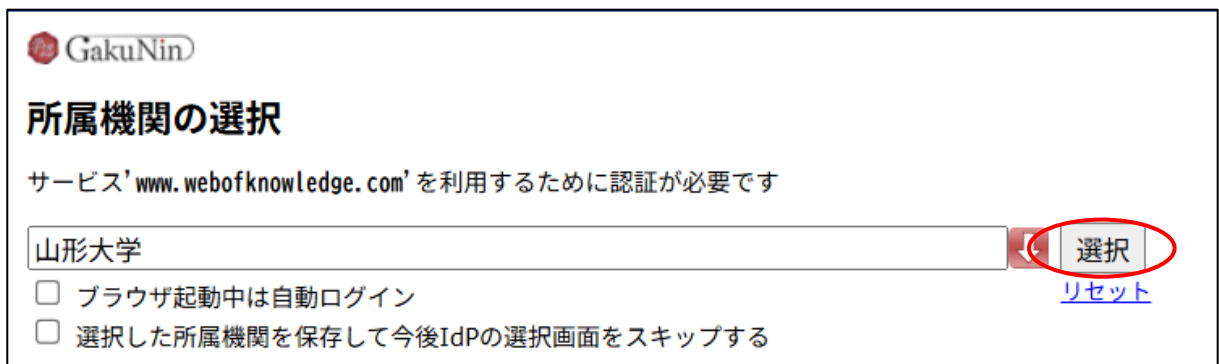 GakuNin
所属機関の選択
サービス'www.webofknowledge.com'を利用するために認証が必要です
山形大学 選択
リセット
ブラウザ起動中は自動ログイン
選択した所属機関を保存して今後IdPの選択画面をスキップする